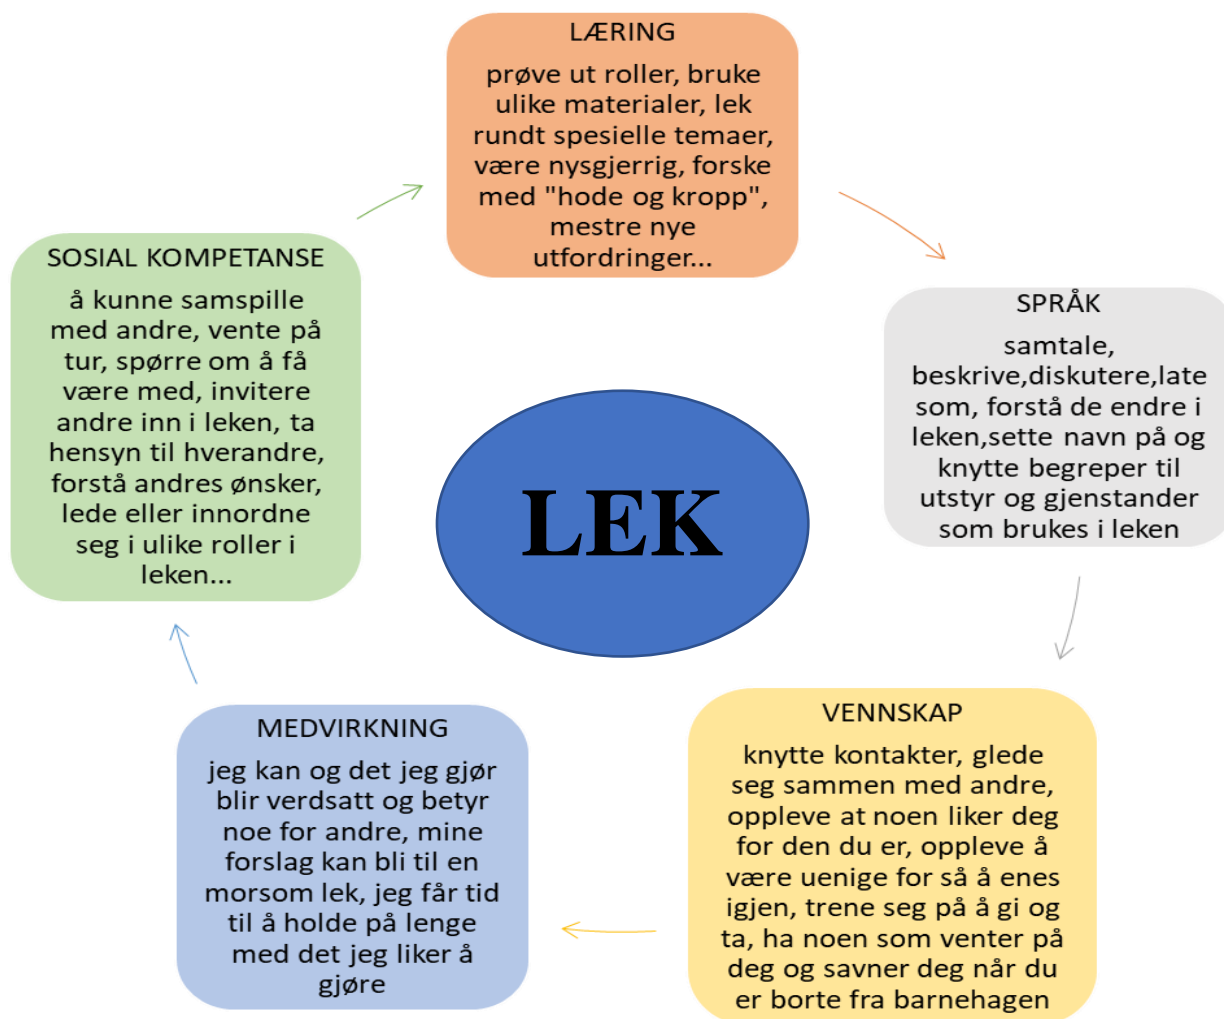 LÆRING
prøve ut roller, bruke
ulike materialer, lek
rundt spesielle temaer,
være nysgjerrig, forske
med "hode og kropp",
mestre nye
utfordringer...
SPRÅK
samtale,
beskrive,diskutere,late
som, forstå de endre i
leken,sette navn på og
knytte begreper til
utstyr og gjenstander
som brukes i leken
VENNSKAP
knytte kontakter, glede
seg sammen med andre,
oppleve at noen liker deg
for den du er, oppleve å
være uenige for så å enes
igjen, trene seg på å gi og
ta, ha noen som venter på
deg og savner deg når du
er borte fra barnehagen
MEDVIRKNING
jeg kan og det jeg gjør
blir verdsatt og betyr
noe for andre, mine
forslag kan bli til en
morsom lek, jeg får tid
til å holde på lenge
med det jeg liker å
gjøre
SOSIAL KOMPETANSE
å kunne samspille
med andre, vente på
tur, spørre om å få
være med, invitere
andre inn i leken, ta
hensyn til hverandre,
forstå andres ønsker,
lede eller innordne
seg i ulike roller i
leken...
LEK